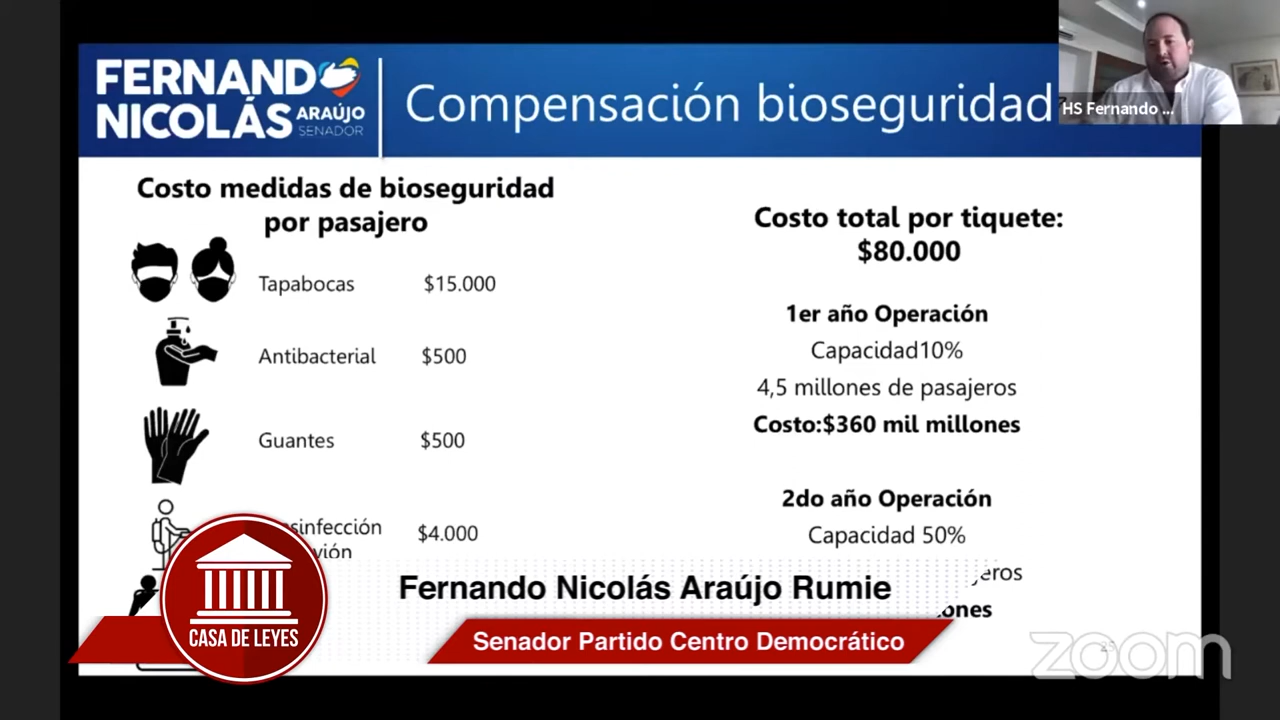 FERNANDO
NICOLÁS ARAÚJO
SENADOR
Compensación bioseguridad
HS Fernando ...
Costo medidas de bioseguridad
por pasajero
Tapabocas $15.000
Antibacterial $500
Guantes $500
$4.000
Costo total por tiquete:
$80.000
1er año Operación
Capacidad10%
4,5 millones de pasajeros
Costo:$360 mil millones
2do año Operación
Capacidad 50%
Fernando Nicolás Araújo Rumie
Senador Partido Centro Democrático
CASA DE LEYES
zoom